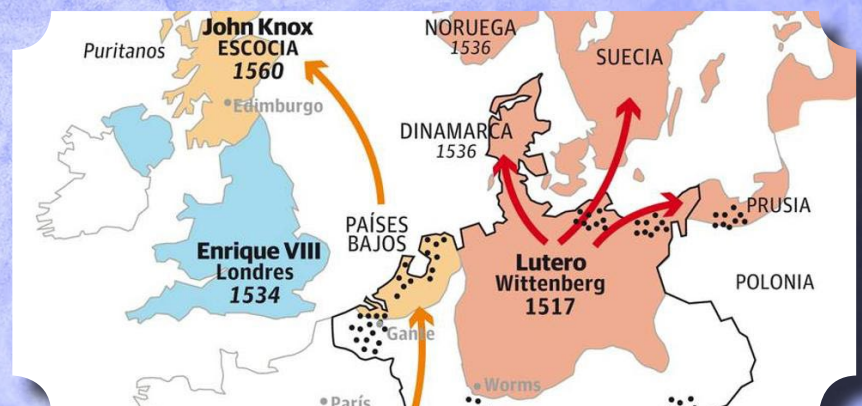 John Knox
ESCOCIA
1560
Puritanos
Edimburgo
NORUEGA
1536
SUECIA
DINAMARCA
1536
PAÍSES
BAJOS
PRUSIA
Enrique VIII
Londres
1534
Lutero
Wittenberg
1517
POLONIA
Gante
Worms
París